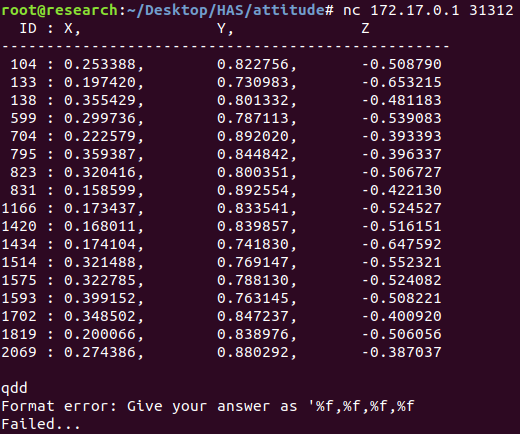 root@research:~/Desktop/HAS/attitude# nc 172.17.0.1 31312
ID : X, Y, Z
--------------------------------------------------
104 : 0.253388, 0.822756, -0.508790
133 : 0.197420, 0.730983, -0.653215
138 : 0.355429, 0.801332, -0.481183
599 : 0.299736, 0.787113, -0.539083
704 : 0.222579, 0.892020, -0.393393
795 : 0.359387, 0.844842, -0.396337
823 : 0.320416, 0.800351, -0.506727
831 : 0.158599, 0.892554, -0.422130
1166 : 0.173437, 0.833541, -0.524527
1420 : 0.168011, 0.839857, -0.516151
1434 : 0.174104, 0.741830, -0.647592
1514 : 0.321488, 0.769147, -0.552321
1575 : 0.322785, 0.788130, -0.524082
1593 : 0.399152, 0.763145, -0.508221
1702 : 0.348502, 0.847237, -0.400920
1819 : 0.200066, 0.838976, -0.506056
2069 : 0.274386, 0.880292, -0.387037
qdd
Format error: Give your answer as '%f,%f,%f,%f
Failed...